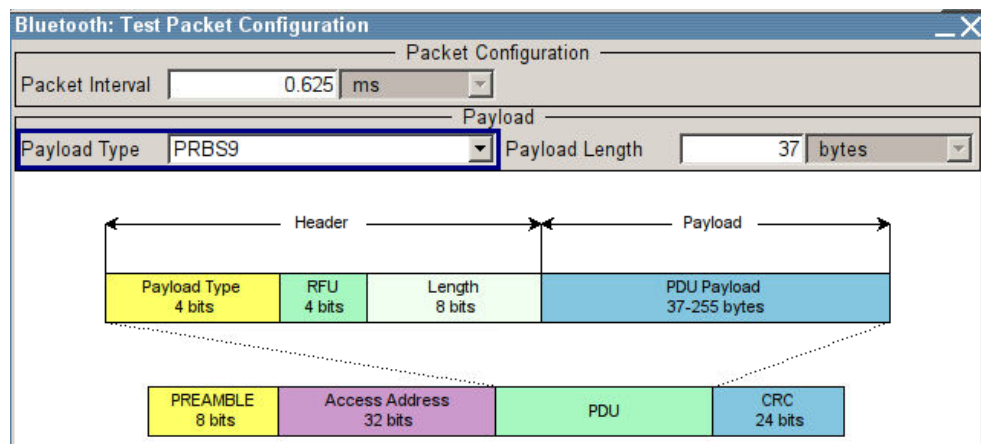 Bluetooth: Test Packet Configuration
Packet Configuration
Packet Interval 0.625 ms
Payload
Payload Type PRBS9 Payload Length 37 bytes
Header Payload
Payload Type RFU Length PDU Payload
4 bits 4 bits 8 bits 37-255 bytes
PREAMBLE Access Address PDU CRC
8 bits 32 bits 24 bits